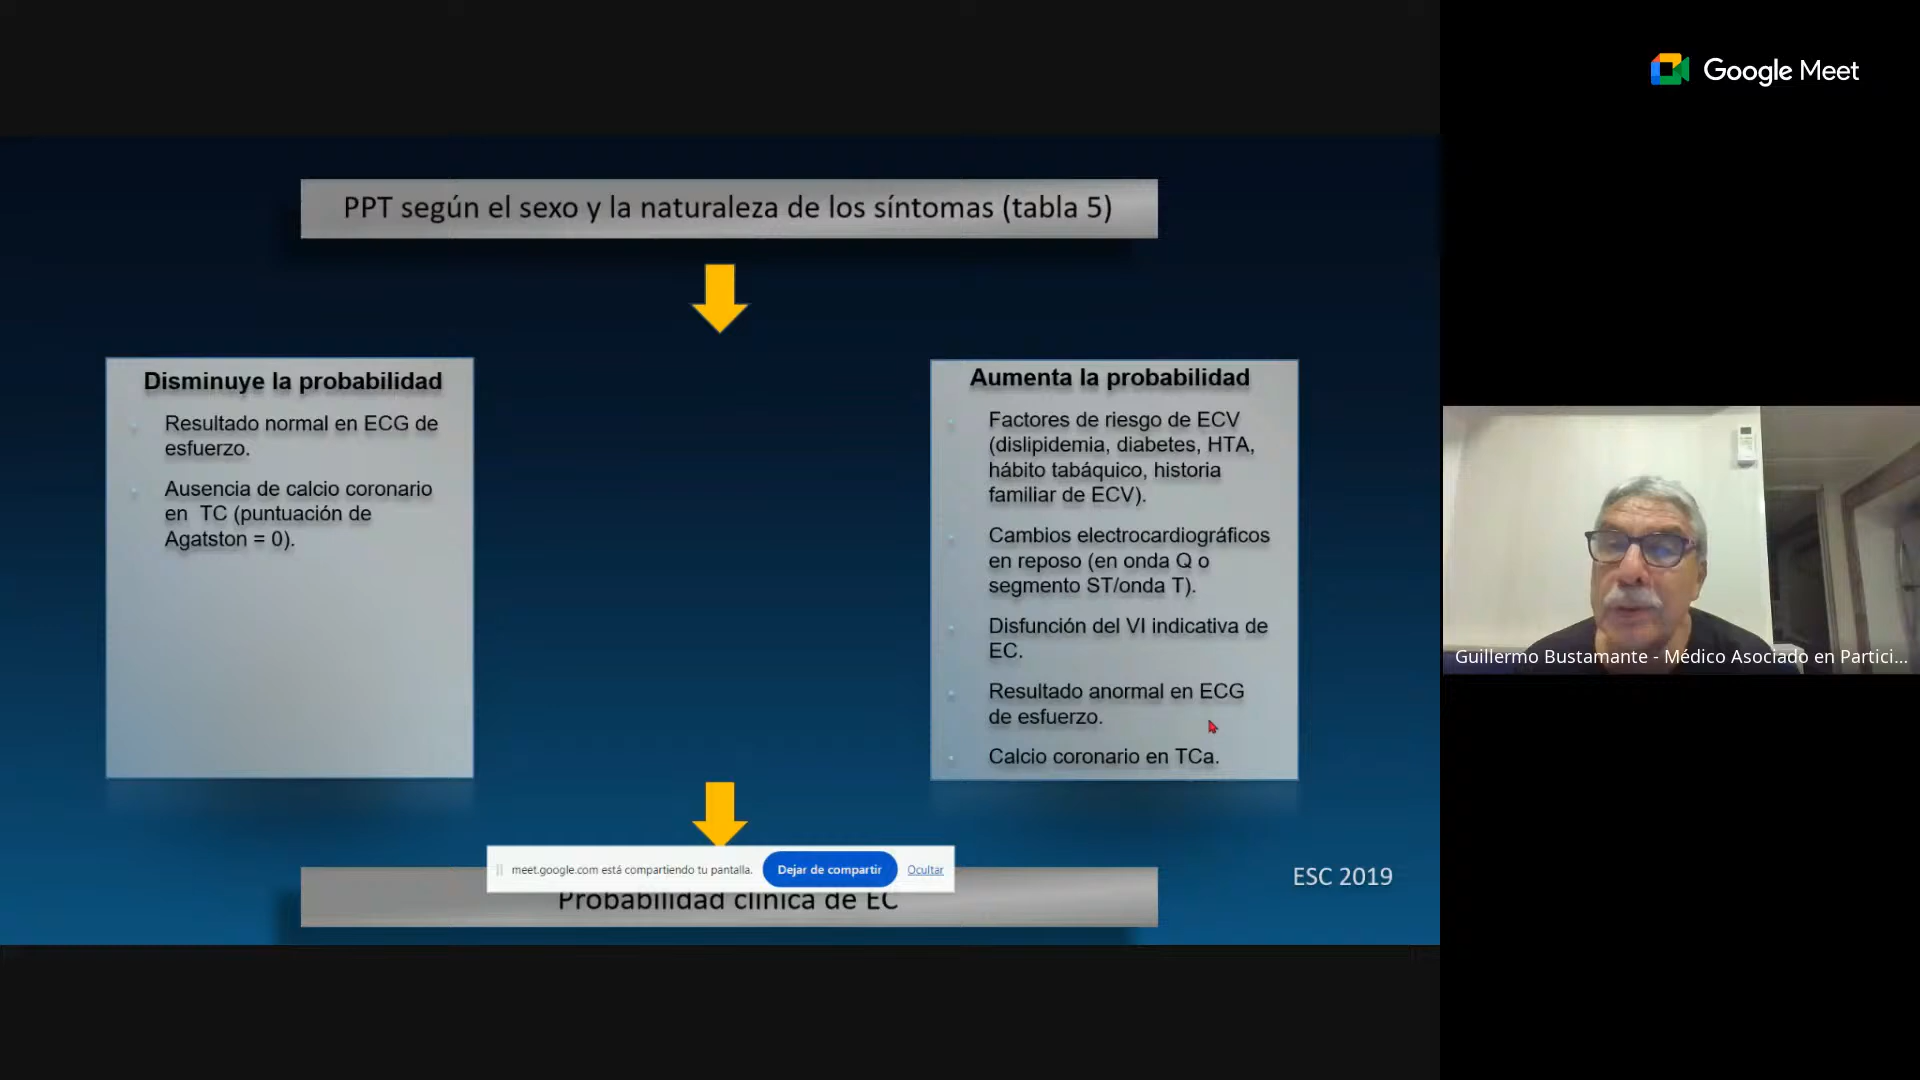 Google Meet
PPT según el sexo y la naturaleza de los síntomas (tabla 5)
Disminuye la probabilidad
Resultado normal en ECG de
esfuerzo.
Ausencia de calcio coronario
en TC (puntuación de
Agatston = 0).
Aumenta la probabilidad
Factores de riesgo de ECV
(dislipidemia, diabetes, HTA,
hábito tabáquico, historia
familiar de ECV).
Cambios electrocardiográficos
en reposo (en onda Q o
segmento ST/onda T).
Disfunción del VI indicativa de
EC.
Resultado anormal en ECG
de esfuerzo.
Calcio coronario en TCa.
meet.google.com está compartiendo tu pantalla.
Dejar de compartir
Ocultar
Probabilidad clínica de EC
ESC 2019
Guillermo Bustamante - Médico Asociado en Partici...